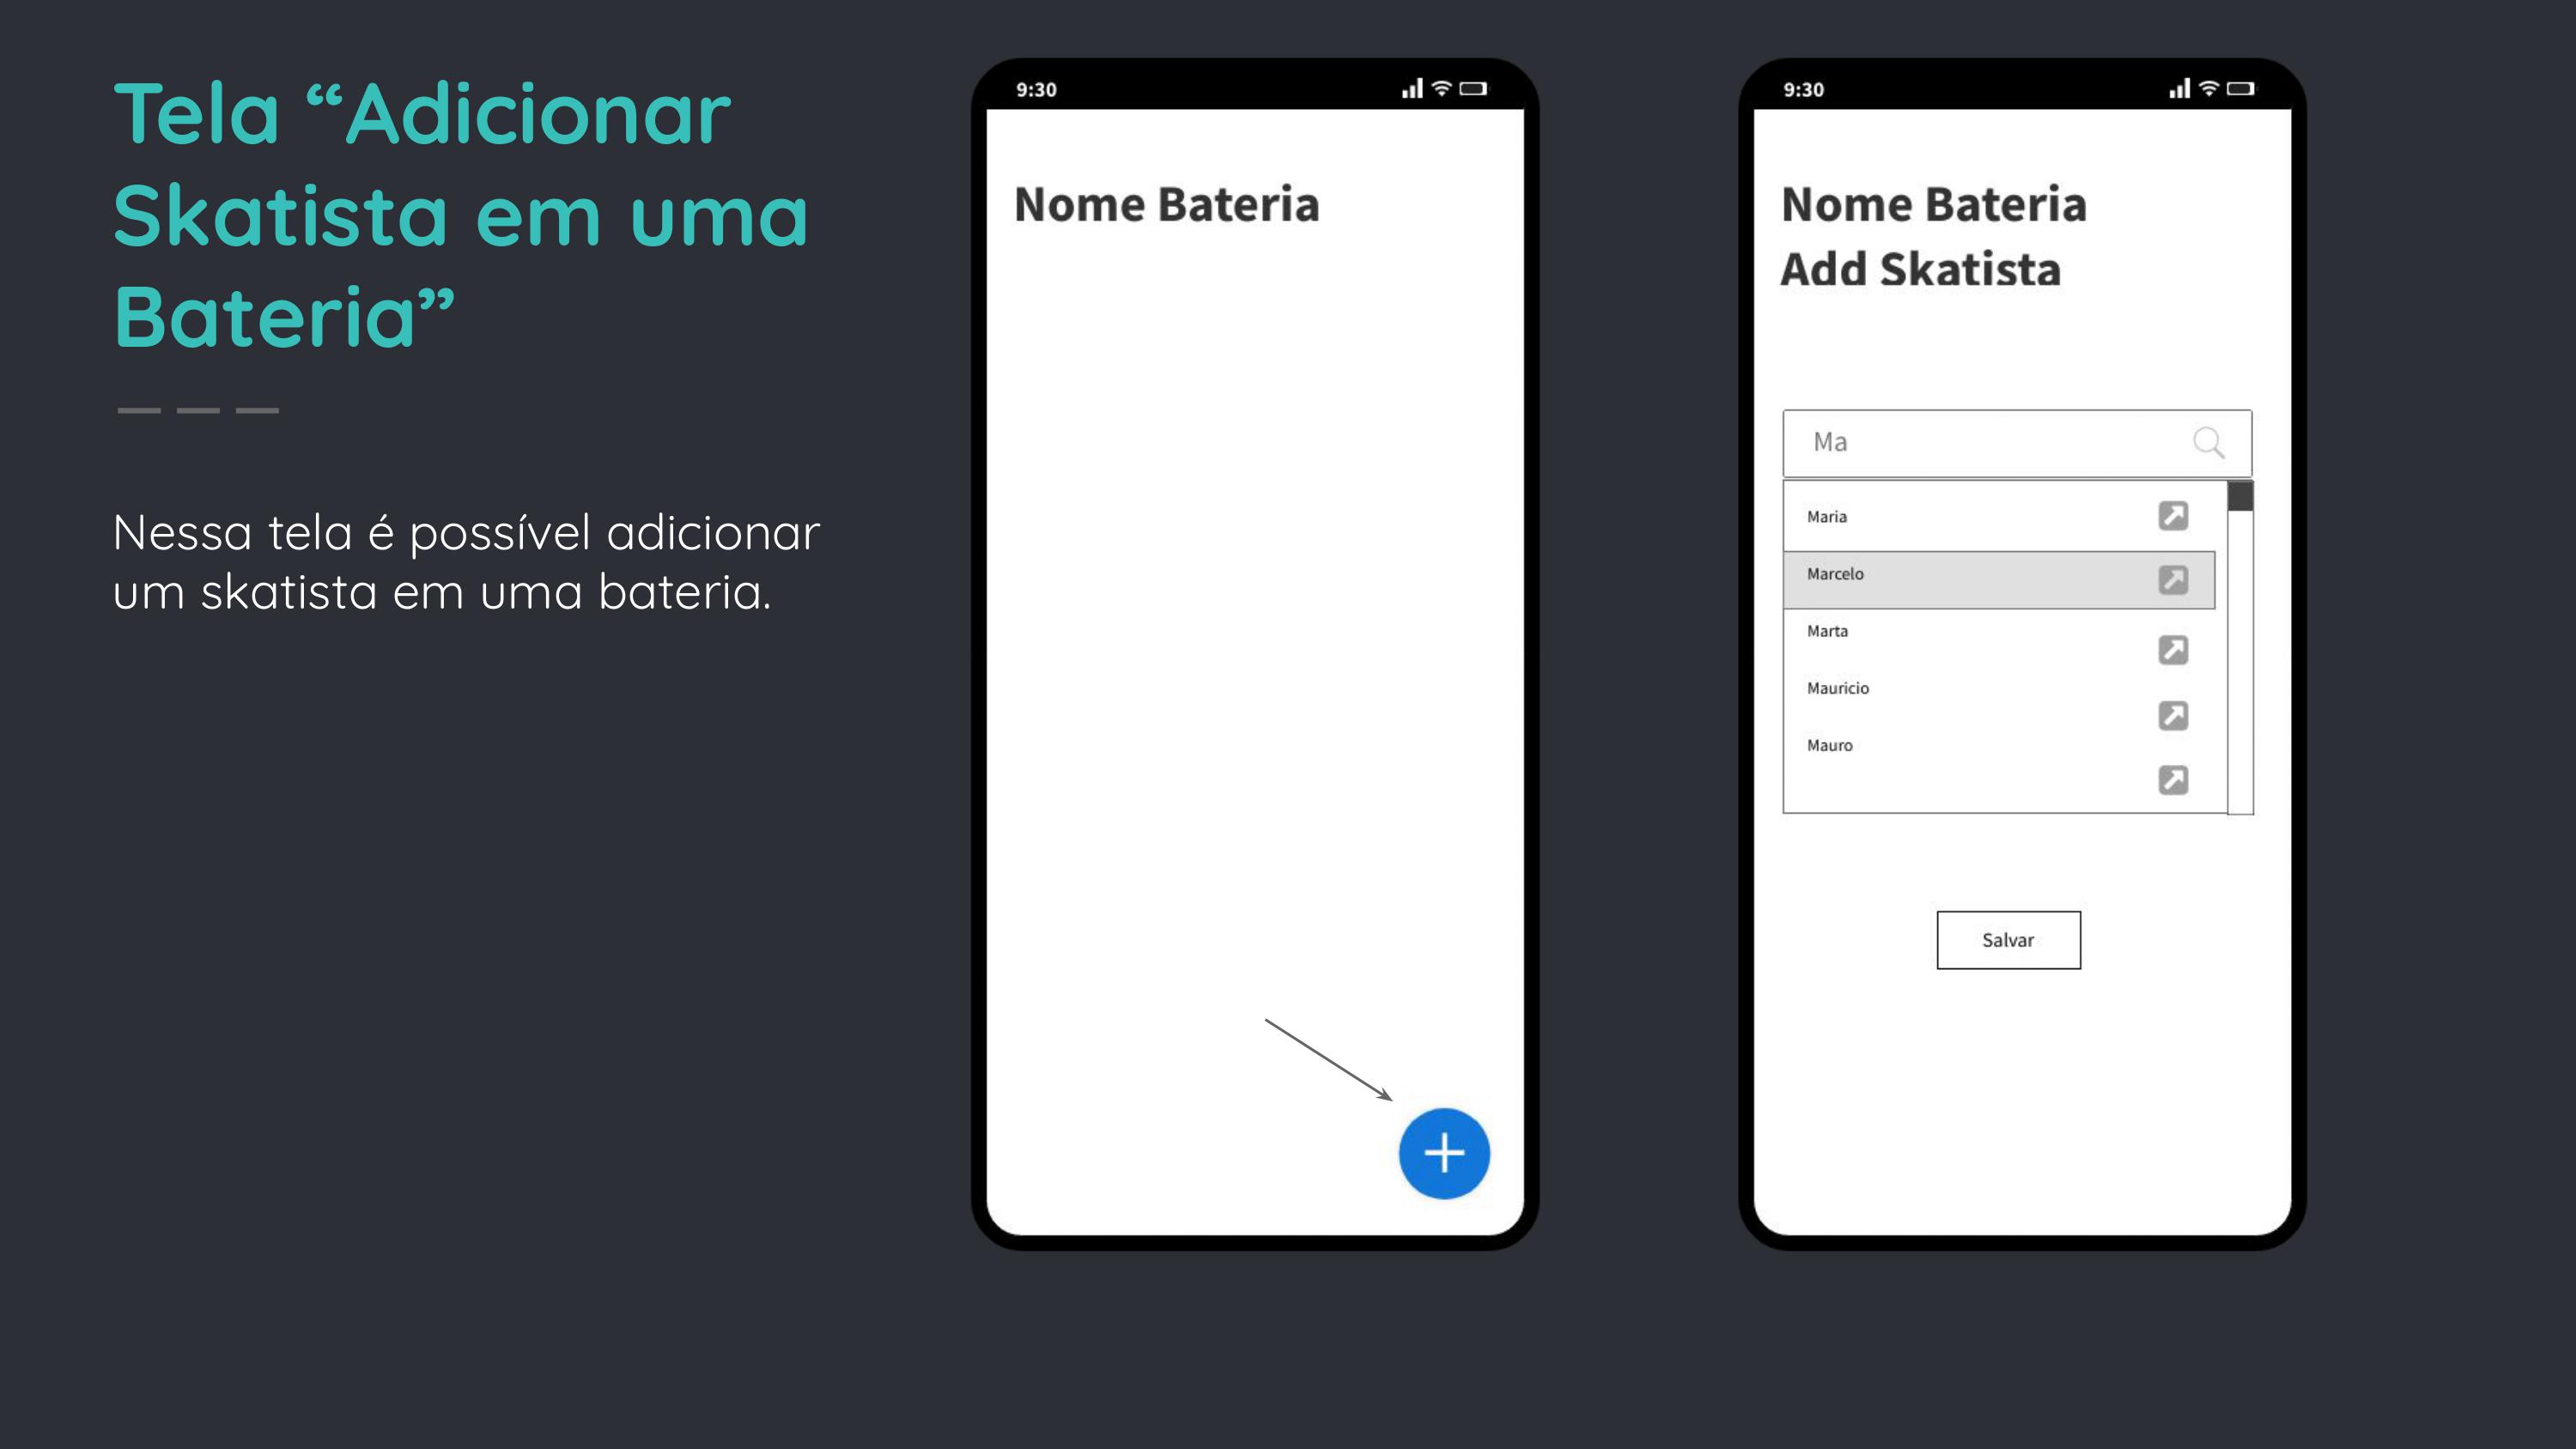 Tela “Adicionar
Skatista em uma
Bateria”
Nessa tela é possível adicionar
um skatista em uma bateria.
9:30
Nome Bateria
9:30
Nome Bateria
Add Skatista
Ma
Maria
Marcelo
Marta
Mauricio
Mauro
Salvar